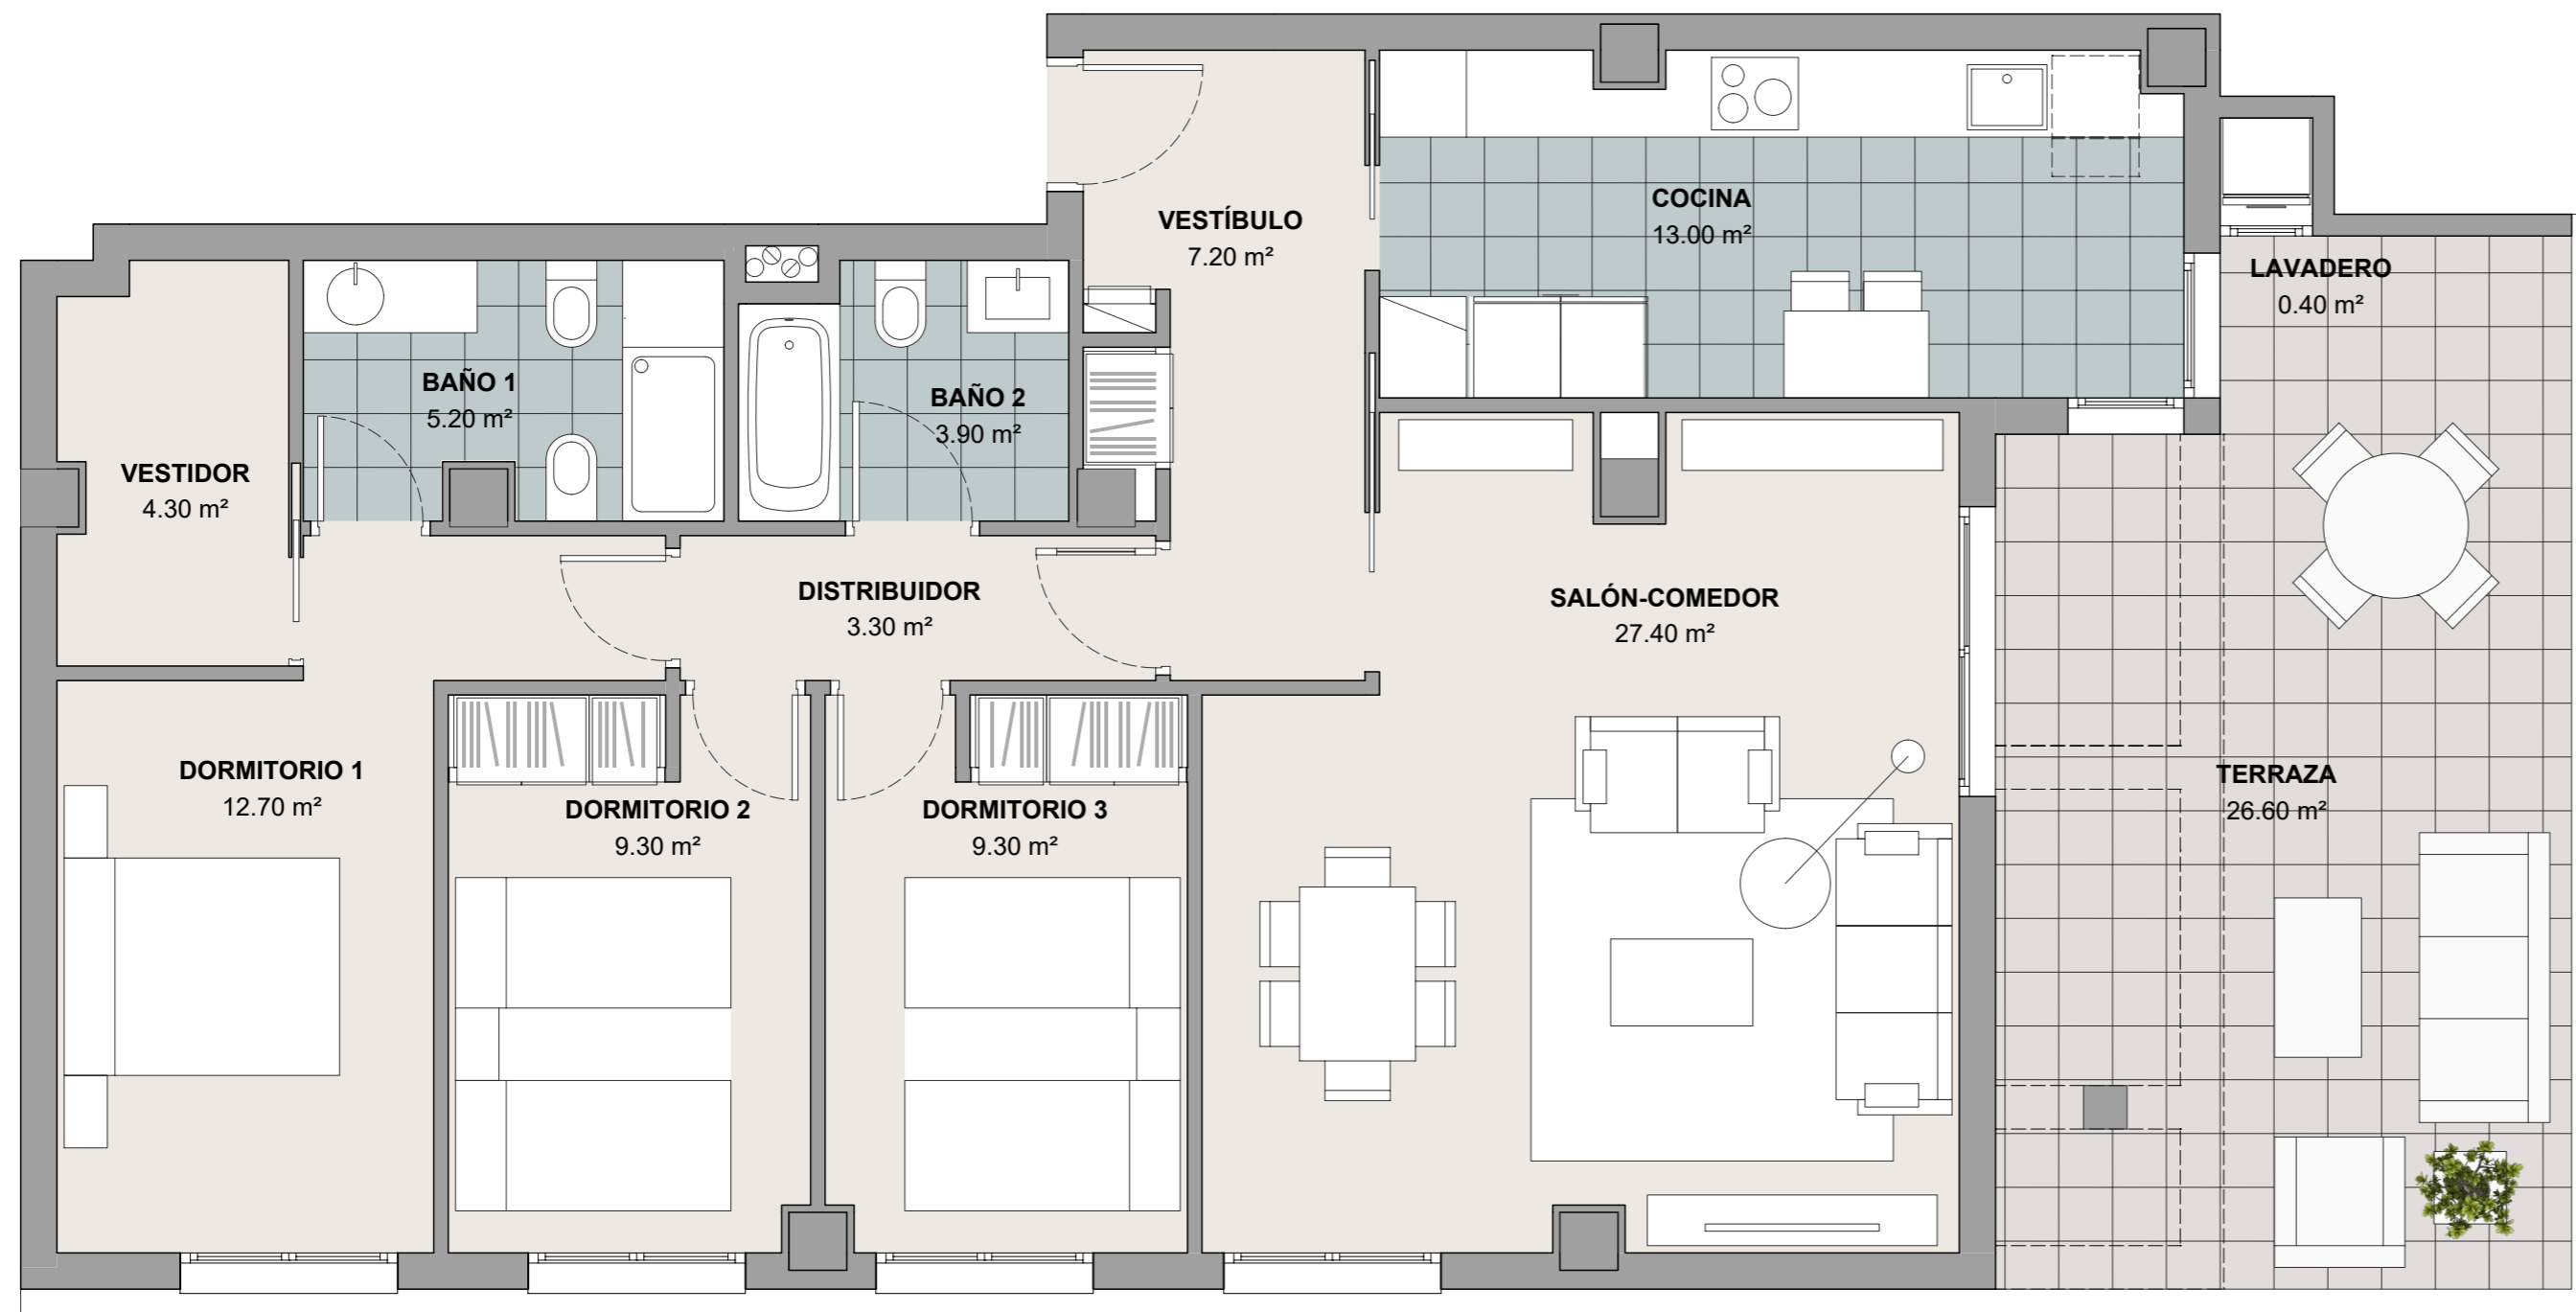 COCINA
13.00 m²
VESTÍBULO
7.20 m²
LAVADERO
0.40 m²
BAÑO 1
5.20 m²
BAÑO 2
3.90 m²
VESTIDOR
4.30 m²
DISTRIBUIDOR
3.30 m²
SALÓN-COMEDOR
27.40 m²
DORMITORIO 1
12.70 m²
TERRAZA
26.60 m²
DORMITORIO 2
9.30 m²
DORMITORIO 3
9.30 m²